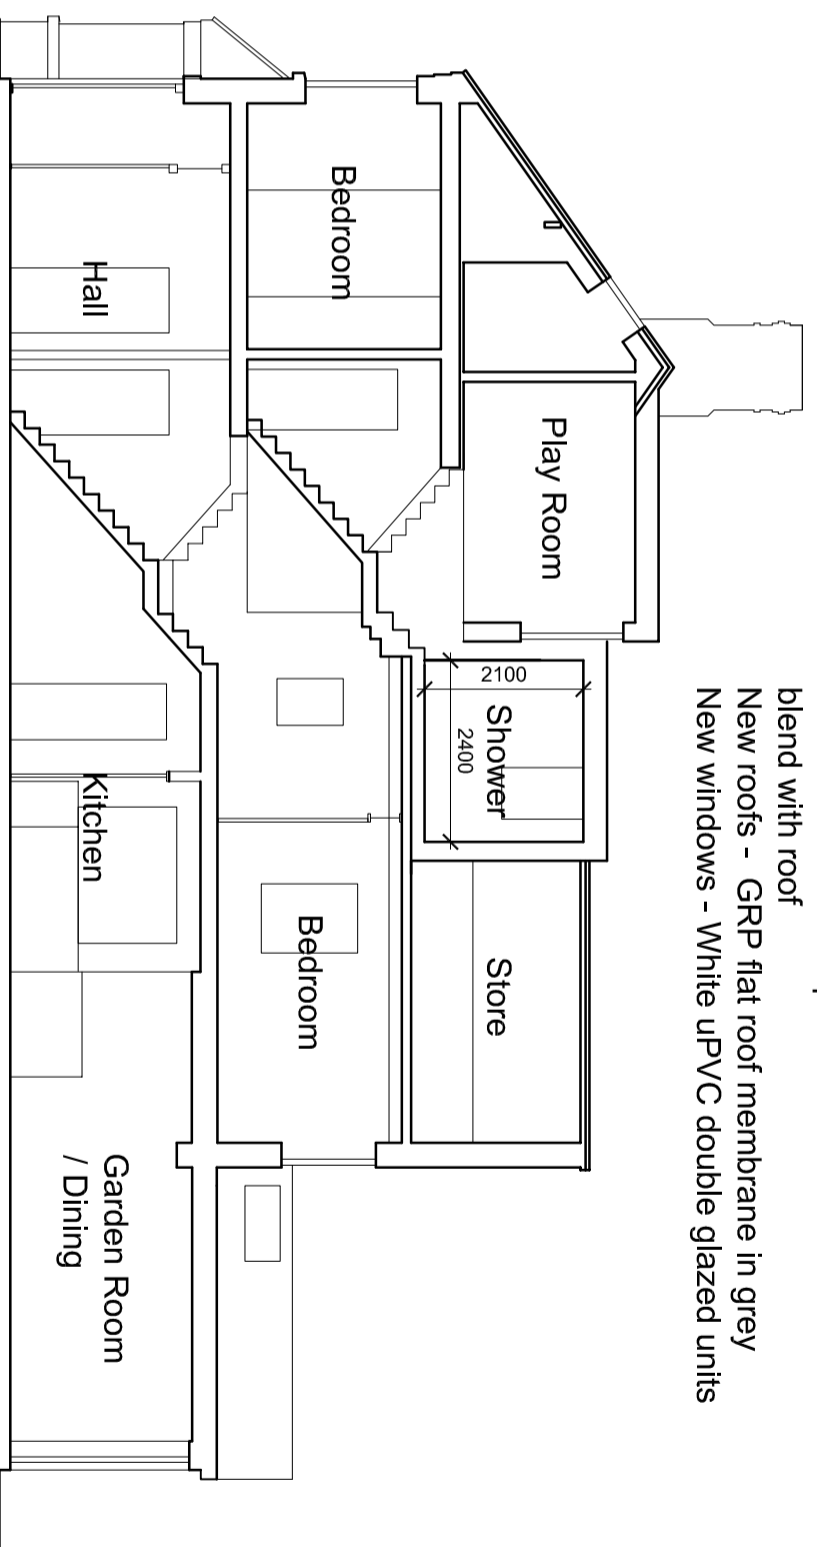 blend with roof
New roofs - GRP flat roof membrane in grey
New windows - White uPVC double glazed units
Play Room
Shower
2100
2400
Store
Bedroom
Bedroom
Hall
Kitchen
Garden Room
/ Dining